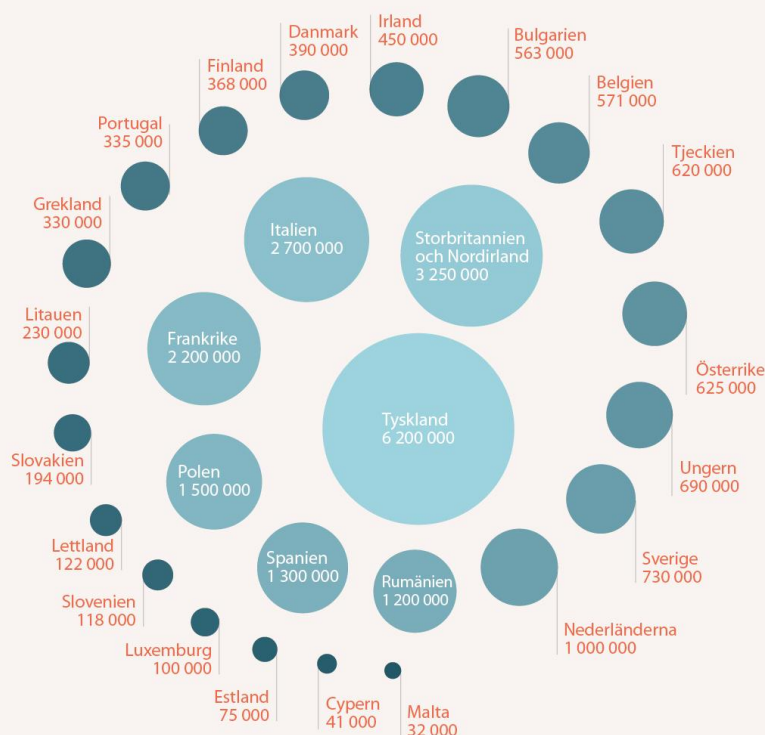 Irland
450 000
Danmark
390 000
Bulgarien
563 000
Finland
368 000
Belgien
571 000
Portugal
335 000
Tjeckien
620 000
Grekland
330 000
Italien
2 700 000
Storbritannien
och Nordirland
3 250 000
Litauen
230 000
Frankrike
2 200 000
Österrike
625 000
Tyskland
6 200 000
Slovakien
194 000
Polen
1 500 000
Ungern
690 000
Lettland
122 000
Spanien
1 300 000
Rumänien
1 200 000
Sverige
730 000
Slovenien
118 000
Nederländerna
1 000 000
Luxemburg
100 000
Estland
75 000
Cypern
41 000
Malta
32 000